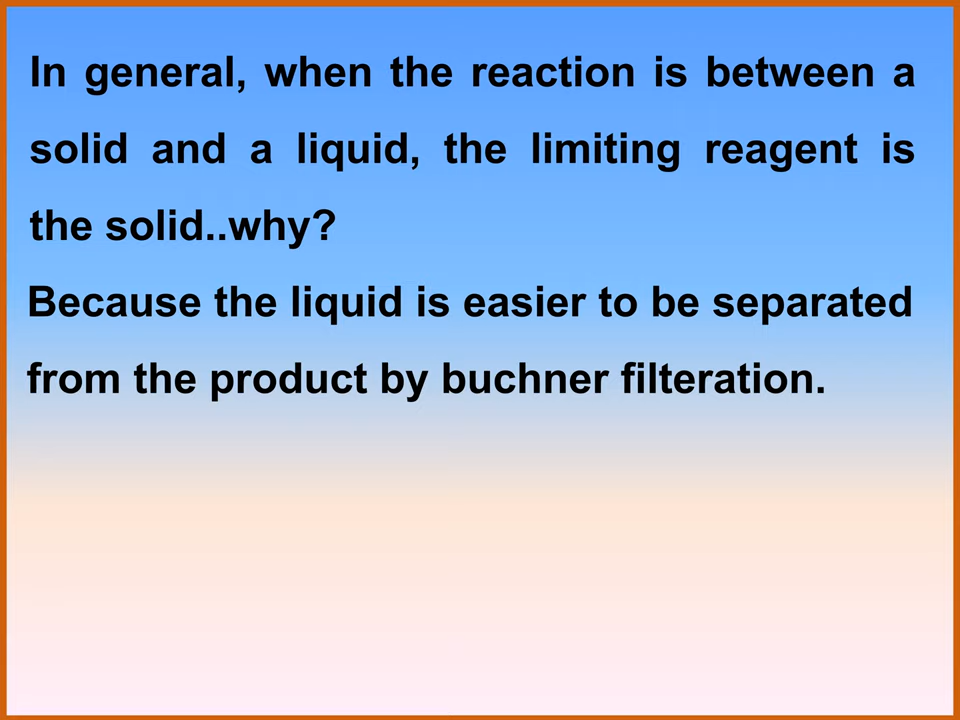 In general, when the reaction is between a
solid and a liquid, the limiting reagent is
the solid..why?
Because the liquid is easier to be separated
from the product by buchner filteration.